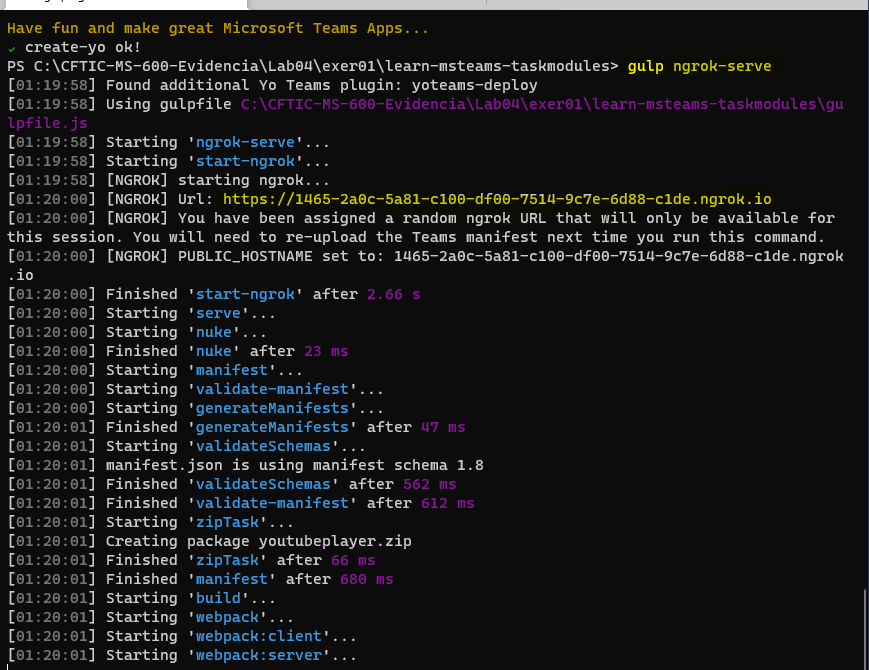 Have fun and make great Microsoft Teams Apps...
✓ create-yo ok!
PS C:\CFTIC-MS-600-Evidencia\Lab04\exer01\learn-msteams-taskmodules> gulp ngrok-serve
[01:19:58] Found additional Yo Teams plugin: yoteams-deploy
[01:19:58] Using gulpfile C:\CFTIC-MS-600-Evidencia\Lab04\exer01\learn-msteams-taskmodules\gu
lpfile.js
[01:19:58] Starting 'ngrok-serve'...
[01:19:58] Starting 'start-ngrok'...
[01:19:58] [NGROK] starting ngrok...
[01:20:00] [NGROK] Url: https://1465-2a0c-5a81-c100-df00-7514-9c7e-6d88-c1de.ngrok.io
[01:20:00] [NGROK] You have been assigned a random ngrok URL that will only be available for
this session. You will need to re-upload the Teams manifest next time you run this command.
[01:20:00] [NGROK] PUBLIC_HOSTNAME set to: 1465-2a0c-5a81-c100-df00-7514-9c7e-6d88-c1de.ngrok
.io
[01:20:00] Finished 'start-ngrok' after 2.66 s
[01:20:00] Starting 'serve'...
[01:20:00] Starting 'nuke'...
[01:20:00] Finished 'nuke' after 23 ms
[01:20:00] Starting 'manifest'...
[01:20:00] Starting 'validate-manifest'...
[01:20:00] Starting 'generateManifests'...
[01:20:01] Finished 'generateManifests' after 47 ms
[01:20:01] Starting 'validateSchemas'...
[01:20:01] manifest.json is using manifest schema 1.8
[01:20:01] Finished 'validateSchemas' after 562 ms
[01:20:01] Finished 'validate-manifest' after 612 ms
[01:20:01] Starting 'zipTask'...
[01:20:01] Creating package youtubeplayer.zip
[01:20:01] Finished 'zipTask' after 66 ms
[01:20:01] Finished 'manifest' after 680 ms
[01:20:01] Starting 'build'...
[01:20:01] Starting 'webpack'...
[01:20:01] Starting 'webpack:client'...
[01:20:01] Starting 'webpack:server'...